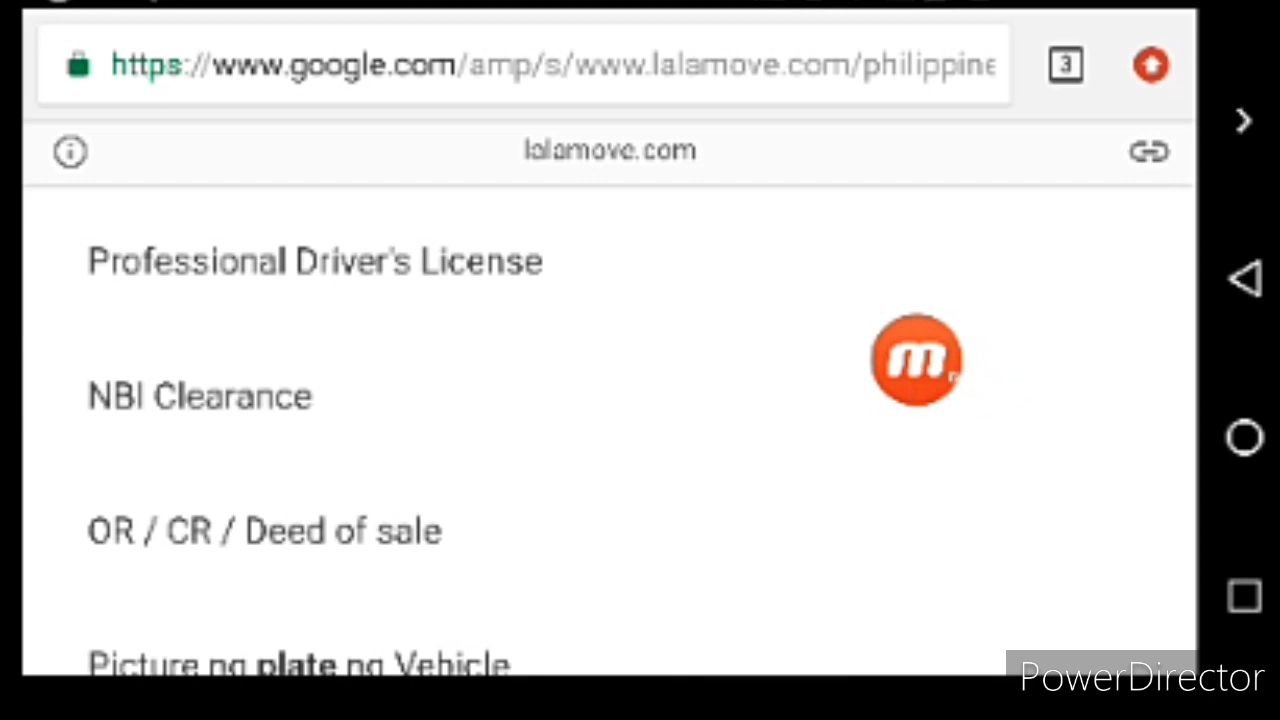 https://www.google.com/amp/s/www.lalamove.com/philippine
3
lalamove.com
Professional Driver's License
m
NBI Clearance
OR / CR / Deed of sale
Picture ng plate ng Vehicle
PowerDirector